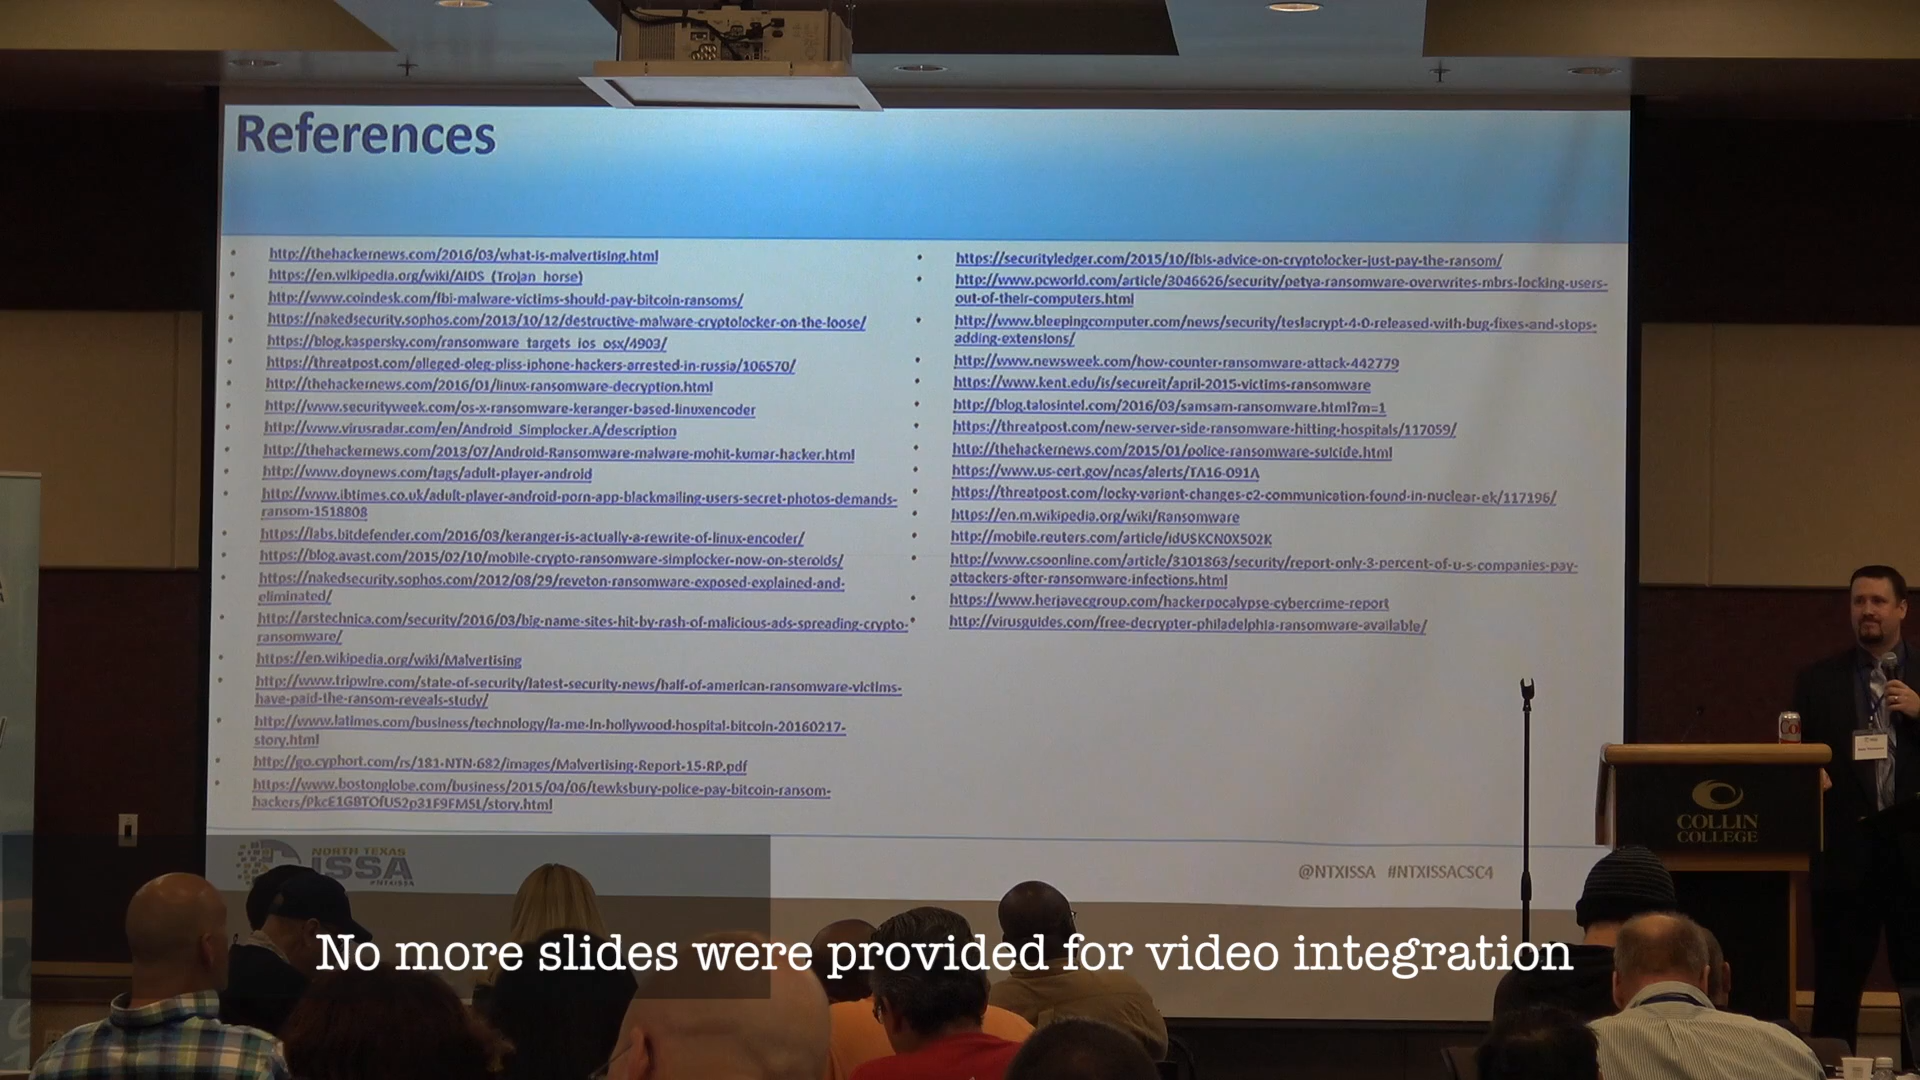 References
http://thehackernews.com/2016/03/what-is-malvertising.html
https://en.wikipedia.org/wiki/AIDS_(Trojan_horse)
http://www.coindesk.com/fbi-malware-victims-should-pay-bitcoin-ransoms/
https://nakedsecurity.sophos.com/2013/10/12/destructive-malware-cryptolocker-on-the-loose/
https://blog.kaspersky.com/ransomware_targets_ios_osx/4903/
https://threatpost.com/alleged-oleg-pliss-iphone-hackers-arrested-in-russia/106570/
http://thehackernews.com/2016/01/linux-ransomware-decryption.html
http://www.securityweek.com/os-x-ransomware-keranger-based-linuxencoder
http://www.virusradar.com/en/Android_Simplocker.A/description
http://thehackernews.com/2013/07/Android-Ransomware-malware-mohit-kumar-hacker.html
http://www.doynews.com/tags/adult-player-android
http://www.ibtimes.co.uk/adult-player-android-porn-app-blackmailing-users-secret-photos-demands-
ransom-1518808
https://labs.bitdefender.com/2016/03/keranger-is-actually-a-rewrite-of-linux-encoder/
https://blog.avast.com/2015/02/10/mobile-crypto-ransomware-simplocker-now-on-steroids/
https://nakedsecurity.sophos.com/2012/08/29/reveton-ransomware-exposed-explained-and-
eliminated/
http://arstechnica.com/security/2016/03/big-name-sites-hit-by-rash-of-malicious-ads-spreading-crypto-
ransomware/
https://en.wikipedia.org/wiki/Malvertising
http://www.tripwire.com/state-of-security/latest-security-news/half-of-american-ransomware-victims-
have-paid-the-ransom-reveals-study/
http://www.latimes.com/business/technology/la-me-ln-hollywood-hospital-bitcoin-20160217-
story.html
http://go.cyphort.com/rs/181-NTN-682/images/Malvertising-Report-15-RP.pdf
https://www.bostonglobe.com/business/2015/04/06/tewksbury-police-pay-bitcoin-ransom-
hackers/PkcE1GBTOfU52p31F9FM5L/story.html
https://securityledger.com/2015/10/fbis-advice-on-cryptolocker-just-pay-the-ransom/
http://www.pcworld.com/article/3046626/security/petya-ransomware-overwrites-mbrs-locking-users-
out-of-their-computers.html
http://www.bleepingcomputer.com/news/security/teslacrypt-4-0-released-with-bug-fixes-and-stops-
adding-extensions/
http://www.newsweek.com/how-counter-ransomware-attack-442779
https://www.kent.edu/is/secureit/april-2015-victims-ransomware
http://blog.talosintel.com/2016/03/samsam-ransomware.html?m=1
https://threatpost.com/new-server-side-ransomware-hitting-hospitals/117059/
http://thehackernews.com/2015/01/police-ransomware-suicide.html
https://www.us-cert.gov/ncas/alerts/TA16-091A
https://threatpost.com/locky-variant-changes-c2-communication-found-in-nuclear-ek/117196/
https://en.m.wikipedia.org/wiki/Ransomware
http://mobile.reuters.com/article/idUSKCN0X502K
http://www.csoonline.com/article/3101863/security/report-only-3-percent-of-u-s-companies-pay-
attackers-after-ransomware-infections.html
https://www.herjavecgroup.com/hackerpocalypse-cybercrime-report
http://virusguides.com/free-decrypter-philadelphia-ransomware-available/
NORTH TEXAS
ISSA
#NTXISSA
@NTXISSA #NTXISSACSC4
COLLIN
COLLEGE
No more slides were provided for video integration